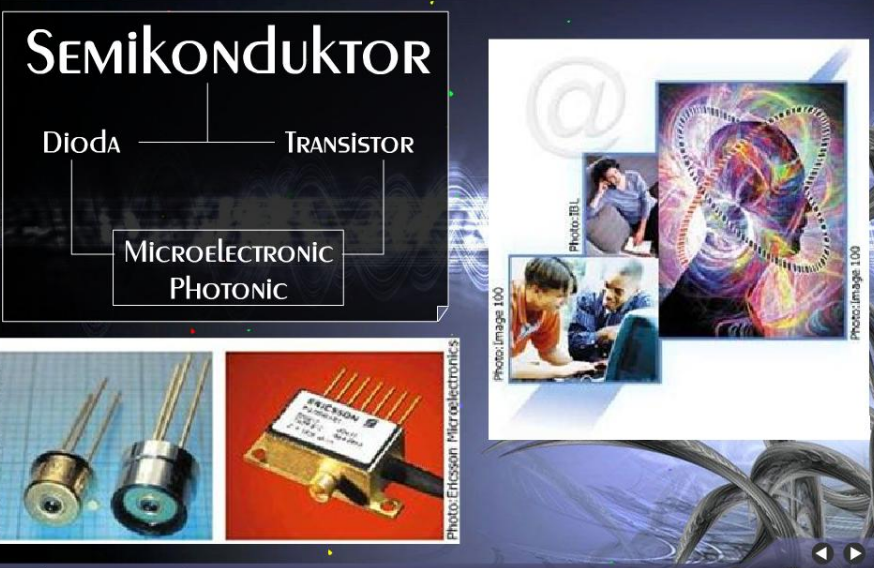 Semikonduktor
Dioda
Transistor
Microelectronic
Photonic
@
Photo:IBL
Photo:Image 100
Photo:Image 100
ERICSSON
Photo:Ericsson Microelectronics